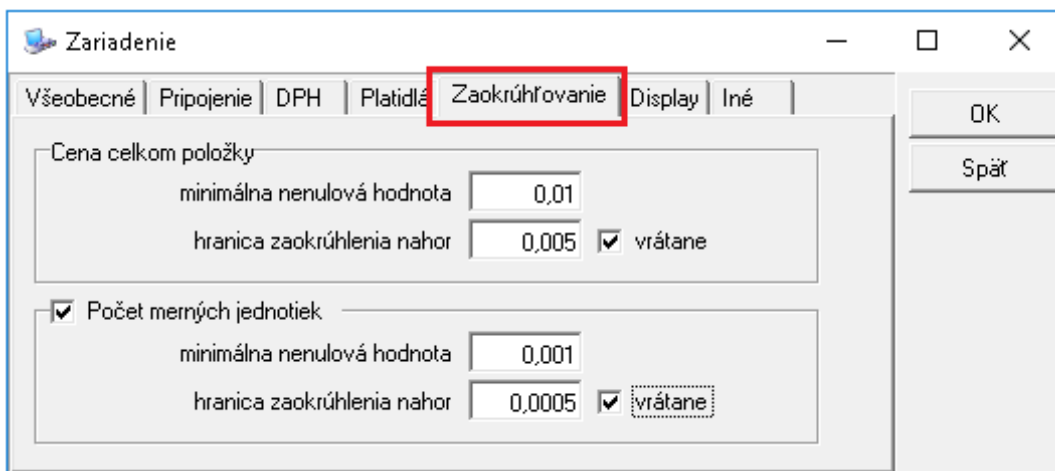 Zariadenie
Všeobecné Pripojenie DPH Platidlá Zaokrúhľovanie Display Iné
OK
Späť
Cena celkom položky
minimálna nenulová hodnota 0,01
hranica zaokrúhlenia nahor 0,005 vrátane
Počet merných jednotiek
minimálna nenulová hodnota 0,001
hranica zaokrúhlenia nahor 0,0005 vrátane